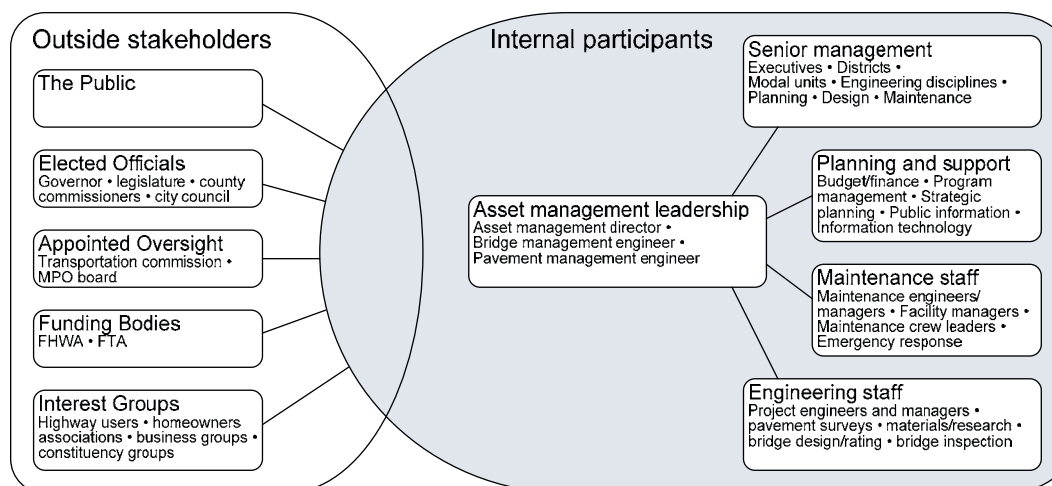 Outside stakeholders
The Public
Elected Officials
Governor • legislature • county
commissioners • city council
Appointed Oversight
Transportation commission •
MPO board
Funding Bodies
FHWA • FTA
Interest Groups
Highway users • homeowners
associations • business groups •
constituency groups
Internal participants
Asset management leadership
Asset management director •
Bridge management engineer •
Pavement management engineer
Senior management
Executives • Districts •
Modal units • Engineering disciplines •
Planning • Design • Maintenance
Planning and support
Budget/finance • Program
management • Strategic
planning • Public information •
Information technology
Maintenance staff
Maintenance engineers/
managers • Facility managers •
Maintenance crew leaders •
Emergency response
Engineering staff
Project engineers and managers •
pavement surveys • materials/research •
bridge design/rating • bridge inspection